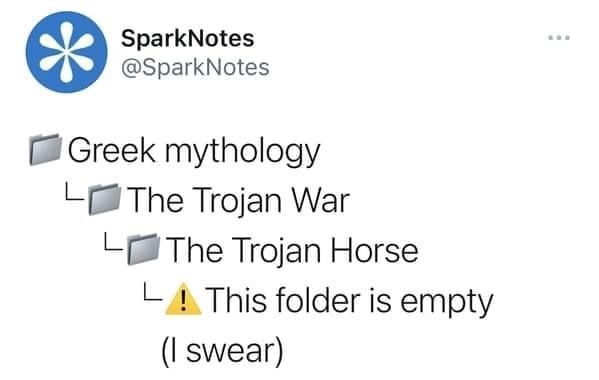 SparkNotes
@SparkNotes
Greek mythology
The Trojan War
The Trojan Horse
This folder is empty
(I swear)